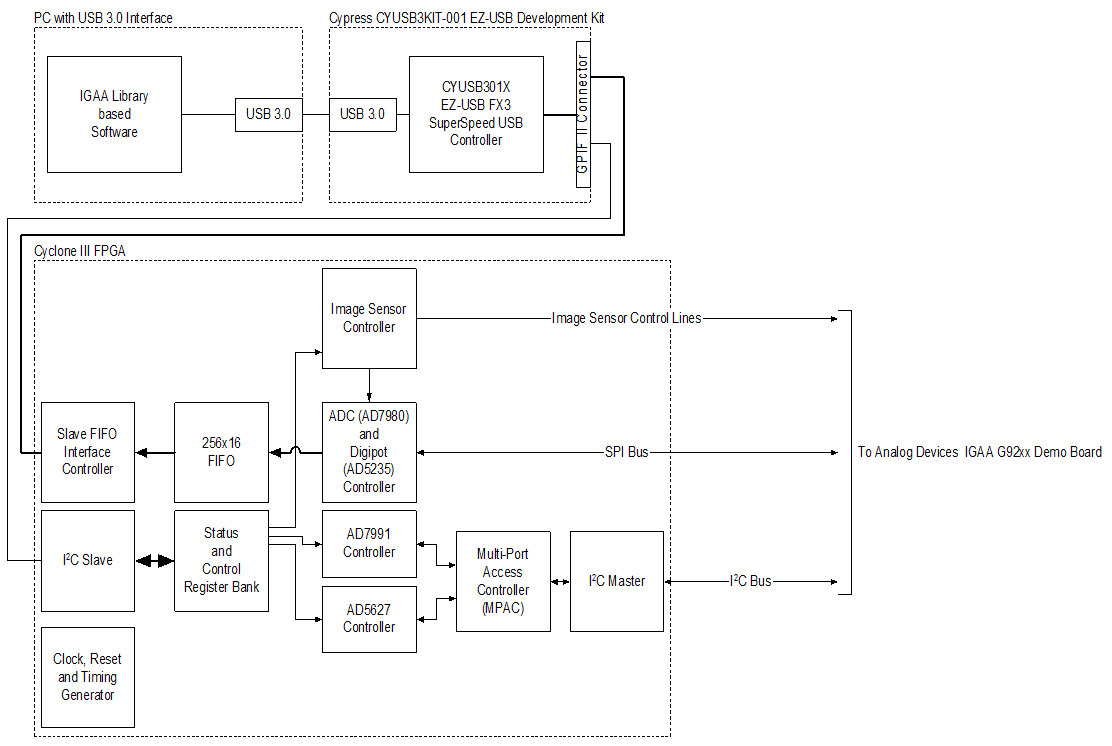 PC with USB 3.0 Interface
Cypress CYUSB3KIT-001 EZ-USB Development Kit
IGAA Library
based
Software
USB 3.0
USB 3.0
CYUSB301X
EZ-USB FX3
SuperSpeed USB
Controller
GPIF II Connector
Cyclone III FPGA
Image Sensor
Controller
Image Sensor Control Lines
Slave FIFO
Interface
Controller
256x16
FIFO
ADC (AD7980)
and
Digipot
(AD5235)
Controller
SPI Bus
To Analog Devices IGAA G92xx Demo Board
I²C Slave
Status
and
Control
Register Bank
AD7991
Controller
AD5627
Controller
Multi-Port
Access
Controller
(MPAC)
I²C Master
I²C Bus
Clock, Reset
and Timing
Generator